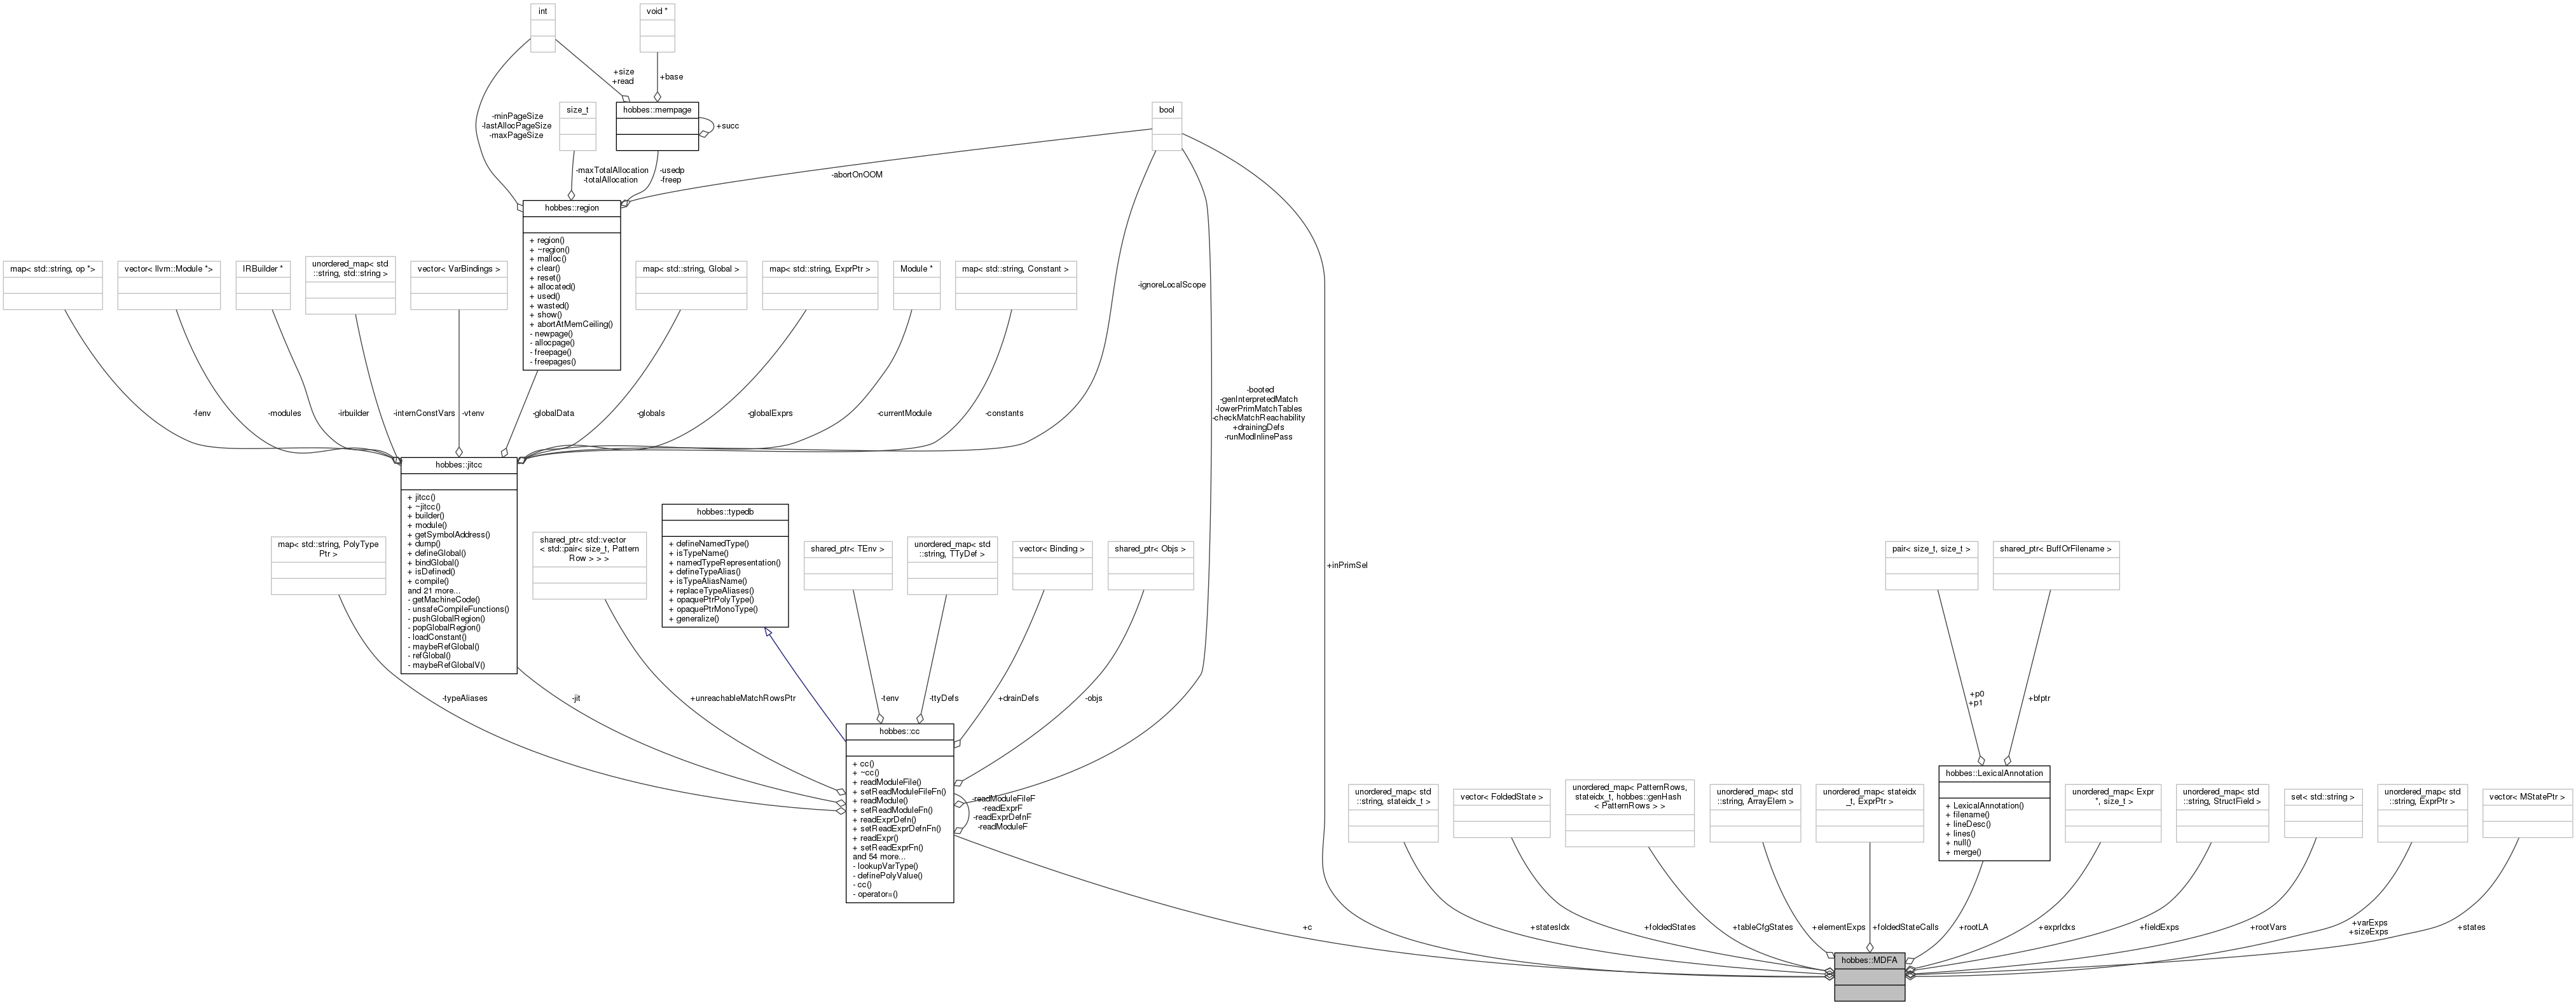 int
void *
+size
+read
+base
size_t
hobbes::mempage
+succ
bool
-minPageSize
-lastAllocPageSize
-maxPageSize
-maxTotalAllocation
-totalAllocation
-usedp
-freep
-abortOnOOM
hobbes::region
+ region()
+ ~region()
+ malloc()
+ clear()
+ reset()
+ allocated()
+ used()
+ wasted()
+ show()
+ abortAtMemCeiling()
- newpage()
- allocpage()
- freepage()
- freepages()
map< std::string, op *>
vector< llvm::Module *>
IRBuilder *
unordered_map< std
::string, std::string >
vector< VarBindings >
map< std::string, Global >
map< std::string, ExprPtr >
Module *
map< std::string, Constant >
-ignoreLocalScope
-fenv
-modules
-irbuilder
-internConstVars
-vtenv
-globalData
-globals
-globalExprs
-currentModule
-constants
-booted
-genInterpretedMatch
-lowerPrimMatchTables
-checkMatchReachability
+drainingDefs
-runModInlinePass
hobbes::jitcc
+ jitcc()
+ ~jitcc()
+ builder()
+ module()
+ getSymbolAddress()
+ dump()
+ defineGlobal()
+ bindGlobal()
+ isDefined()
+ compile()
and 21 more...
- getMachineCode()
- unsafeCompileFunctions()
- pushGlobalRegion()
- popGlobalRegion()
- loadConstant()
- maybeRefGlobal()
- refGlobal()
- maybeRefGlobalV()
map< std::string, PolyType
Ptr >
shared_ptr< std::vector
< std::pair< size_t, Pattern
Row > > >
hobbes::typedb
+ defineNamedType()
+ isTypeName()
+ namedTypeRepresentation()
+ defineTypeAlias()
+ isTypeAliasName()
+ replaceTypeAliases()
+ opaquePtrPolyType()
+ opaquePtrMonoType()
+ generalize()
shared_ptr< TEnv >
unordered_map< std
::string, TTyDef >
vector< Binding >
shared_ptr< Objs >
+inPrimSel
pair< size_t, size_t >
shared_ptr< BuffOrFilename >
-typeAliases
-jit
+unreachableMatchRowsPtr
-tenv
-ttyDefs
+drainDefs
-objs
+p0
+p1
+bfptr
hobbes::cc
+ cc()
+ ~cc()
+ readModuleFile()
+ setReadModuleFileFn()
+ readModule()
+ setReadModuleFn()
+ readExprDefn()
+ setReadExprDefnFn()
+ readExpr()
+ setReadExprFn()
and 54 more...
- lookupVarType()
- definePolyValue()
- cc()
- operator=()
-readModuleFileF
-readExprF
-readExprDefnF
-readModuleF
unordered_map< std
::string, stateidx_t >
vector< FoldedState >
unordered_map< PatternRows,
stateidx_t, hobbes::genHash
< PatternRows > >
unordered_map< std
::string, ArrayElem >
unordered_map< stateidx
_t, ExprPtr >
hobbes::LexicalAnnotation
+ LexicalAnnotation()
+ filename()
+ lineDesc()
+ lines()
+ null()
+ merge()
unordered_map< Expr
*, size_t >
unordered_map< std
::string, StructField >
set< std::string >
unordered_map< std
::string, ExprPtr >
vector< MStatePtr >
+c
+statesIdx
+foldedStates
+tableCfgStates
+elementExps
+foldedStateCalls
+rootLA
+exprIdxs
+fieldExps
+rootVars
+varExps
+sizeExps
+states
hobbes::MDFA